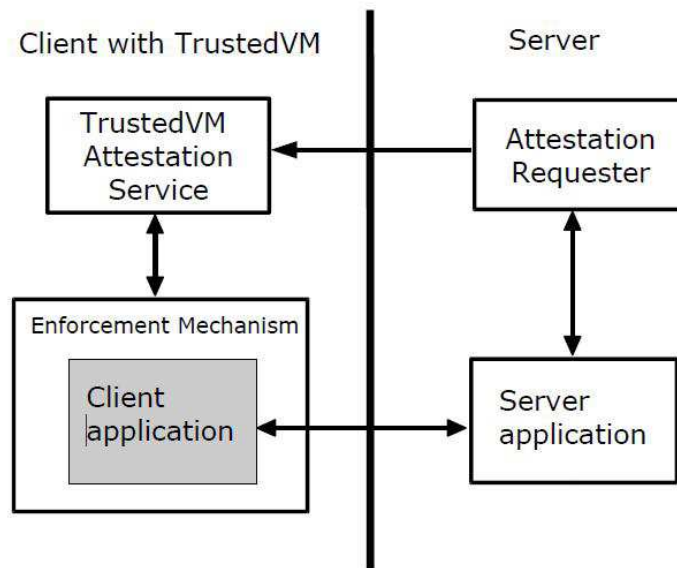 Client with TrustedVM
Server
TrustedVM
Attestation
Service
Attestation
Requester
Enforcement Mechanism
Client
application
Server
application